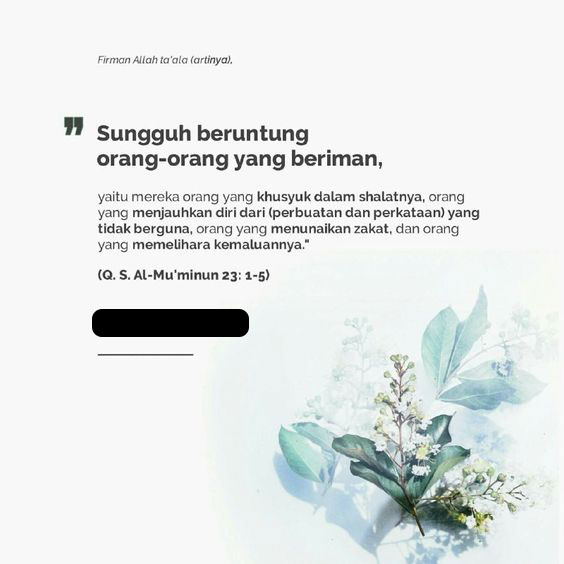 Firman Allah ta'ala (artinya),
"
Sungguh beruntung
orang-orang yang beriman,
yaitu mereka orang yang khusyuk dalam shalatnya, orang
yang menjauhkan diri dari (perbuatan dan perkataan) yang
tidak berguna, orang yang menunaikan zakat, dan orang
yang memelihara kemaluannya."
(Q. S. Al-Mu'minun 23: 1-5)